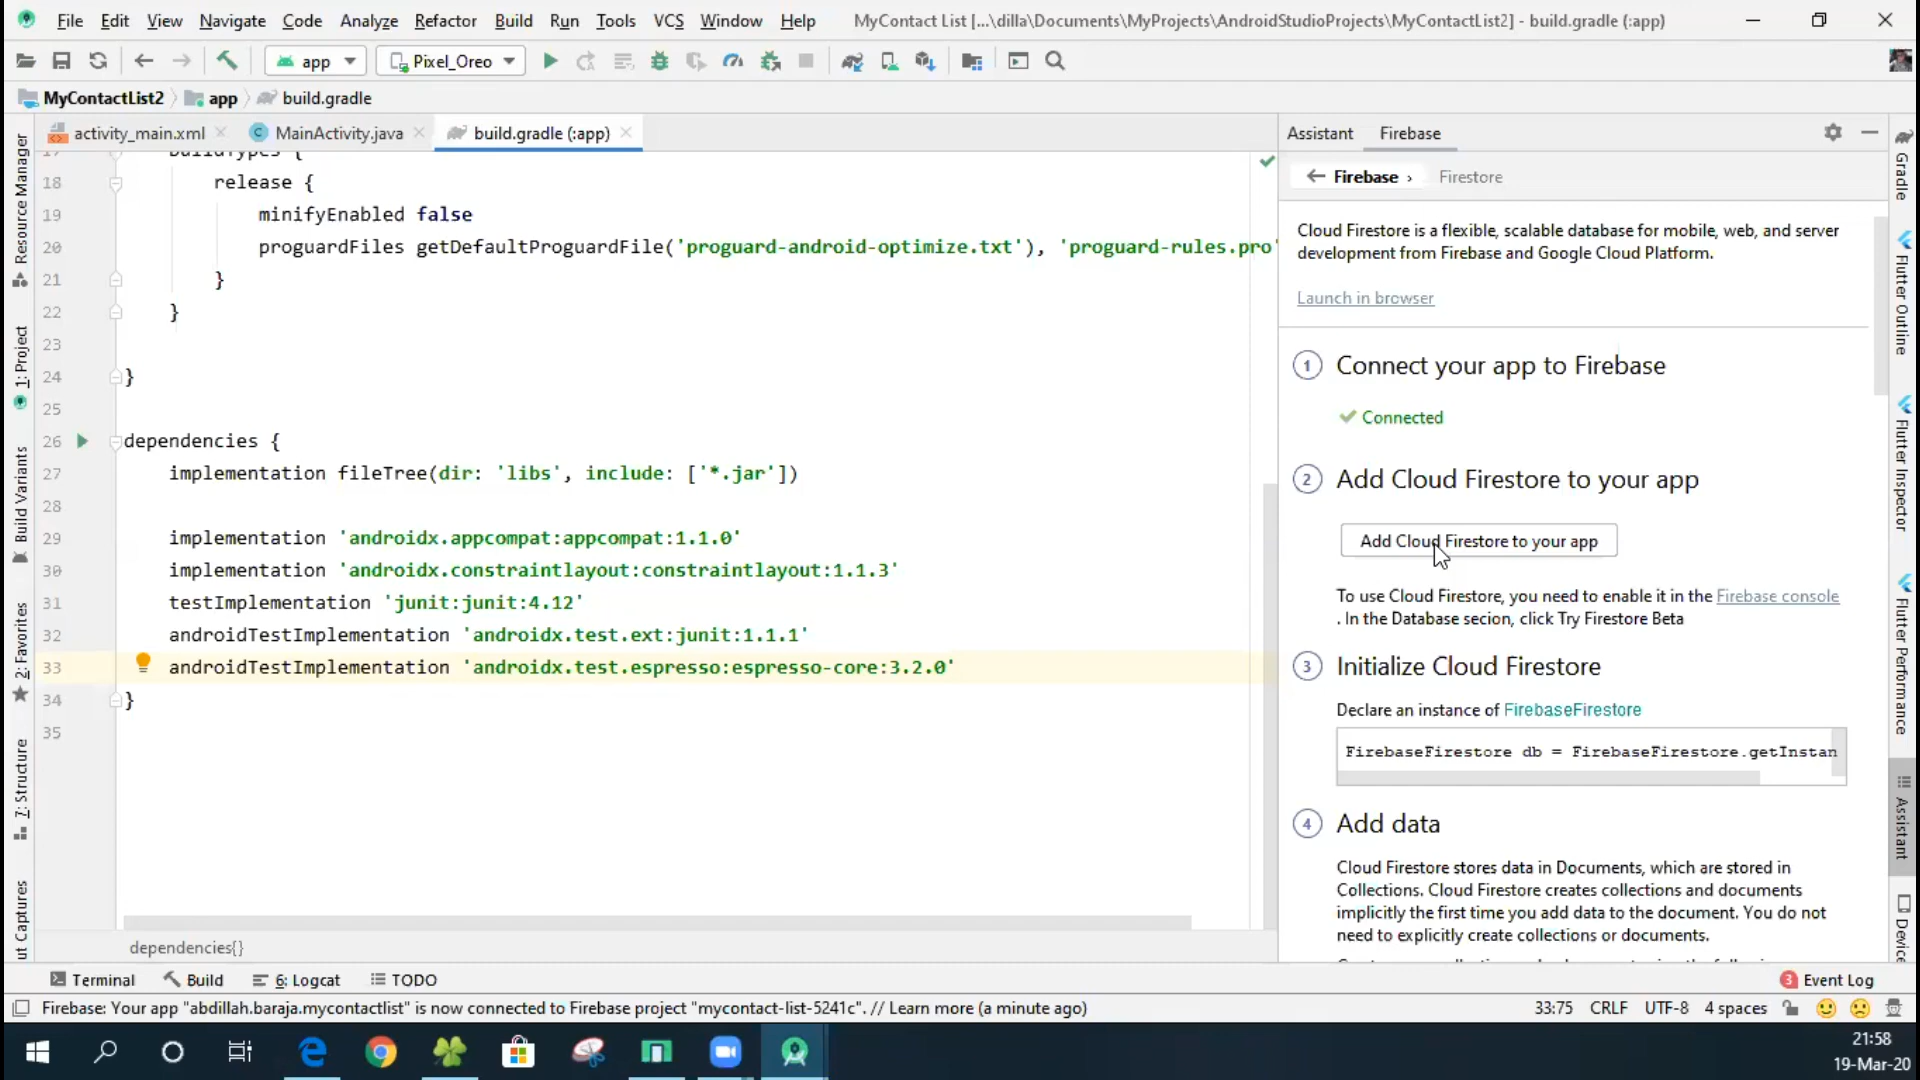 File Edit View Navigate Code Analyze Refactor Build Run Tools VCS Window Help MyContact List [...\dilla\Documents\MyProjects\AndroidStudioProjects\MyContactList2] - build.gradle (:app)
app Pixel_Oreo
MyContactList2 app build.gradle
activity_main.xml MainActivity.java build.gradle (:app)
17 buildTypes {
18 release {
19 minifyEnabled false
20 proguardFiles getDefaultProguardFile('proguard-android-optimize.txt'), 'proguard-rules.pro'
21 }
22 }
23
24 }
25
26 dependencies {
27 implementation fileTree(dir: 'libs', include: ['*.jar'])
28
29 implementation 'androidx.appcompat:appcompat:1.1.0'
30 implementation 'androidx.constraintlayout:constraintlayout:1.1.3'
31 testImplementation 'junit:junit:4.12'
32 androidTestImplementation 'androidx.test.ext:junit:1.1.1'
33 androidTestImplementation 'androidx.test.espresso:espresso-core:3.2.0'
34 }
35
dependencies{}
Resource Manager
1: Project
Build Variants
2: Favorites
7: Structure
ut Captures
Assistant Firebase
Firebase › Firestore
Cloud Firestore is a flexible, scalable database for mobile, web, and server
development from Firebase and Google Cloud Platform.
Launch in browser
1 Connect your app to Firebase
Connected
2 Add Cloud Firestore to your app
Add Cloud Firestore to your app
To use Cloud Firestore, you need to enable it in the Firebase console
. In the Database secion, click Try Firestore Beta
3 Initialize Cloud Firestore
Declare an instance of FirebaseFirestore
FirebaseFirestore db = FirebaseFirestore.getInstan
4 Add data
Cloud Firestore stores data in Documents, which are stored in
Collections. Cloud Firestore creates collections and documents
implicitly the first time you add data to the document. You do not
need to explicitly create collections or documents.
Gradle
Flutter Outline
Flutter Inspector
Flutter Performance
Assistant
Device
Terminal Build 6: Logcat TODO 3 Event Log
Firebase: Your app "abdillah.baraja.mycontactlist" is now connected to Firebase project "mycontact-list-5241c". // Learn more (a minute ago) 33:75 CRLF UTF-8 4 spaces
21:58
19-Mar-20